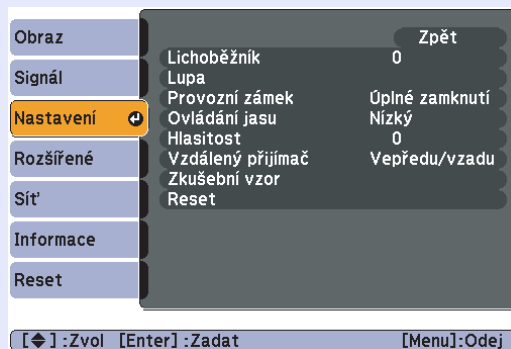 Obraz
Signál
Nastavení
Rozšířené
Síť
Informace
Reset
Zpět
Lichoběžník 0
Lupa
Provozní zámek Úplné zamknutí
Ovládání jasu Nízký
Hlasitost 0
Vzdálený přijímač Vepředu/vzadu
Zkušební vzor
Reset
[ ] :Zvol [Enter] :Zadat [Menu]:Odej